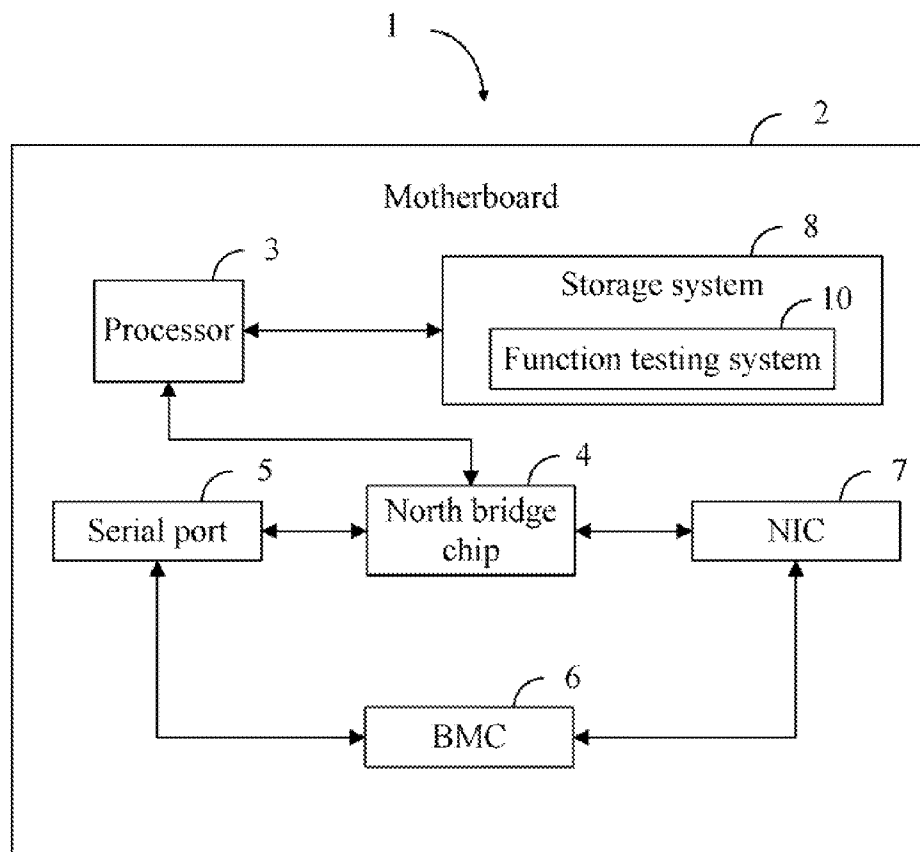 1
2
Motherboard
3
8
Processor
Storage system
10
Function testing system
5
4
7
Serial port
North bridge
chip
NIC
6
BMC